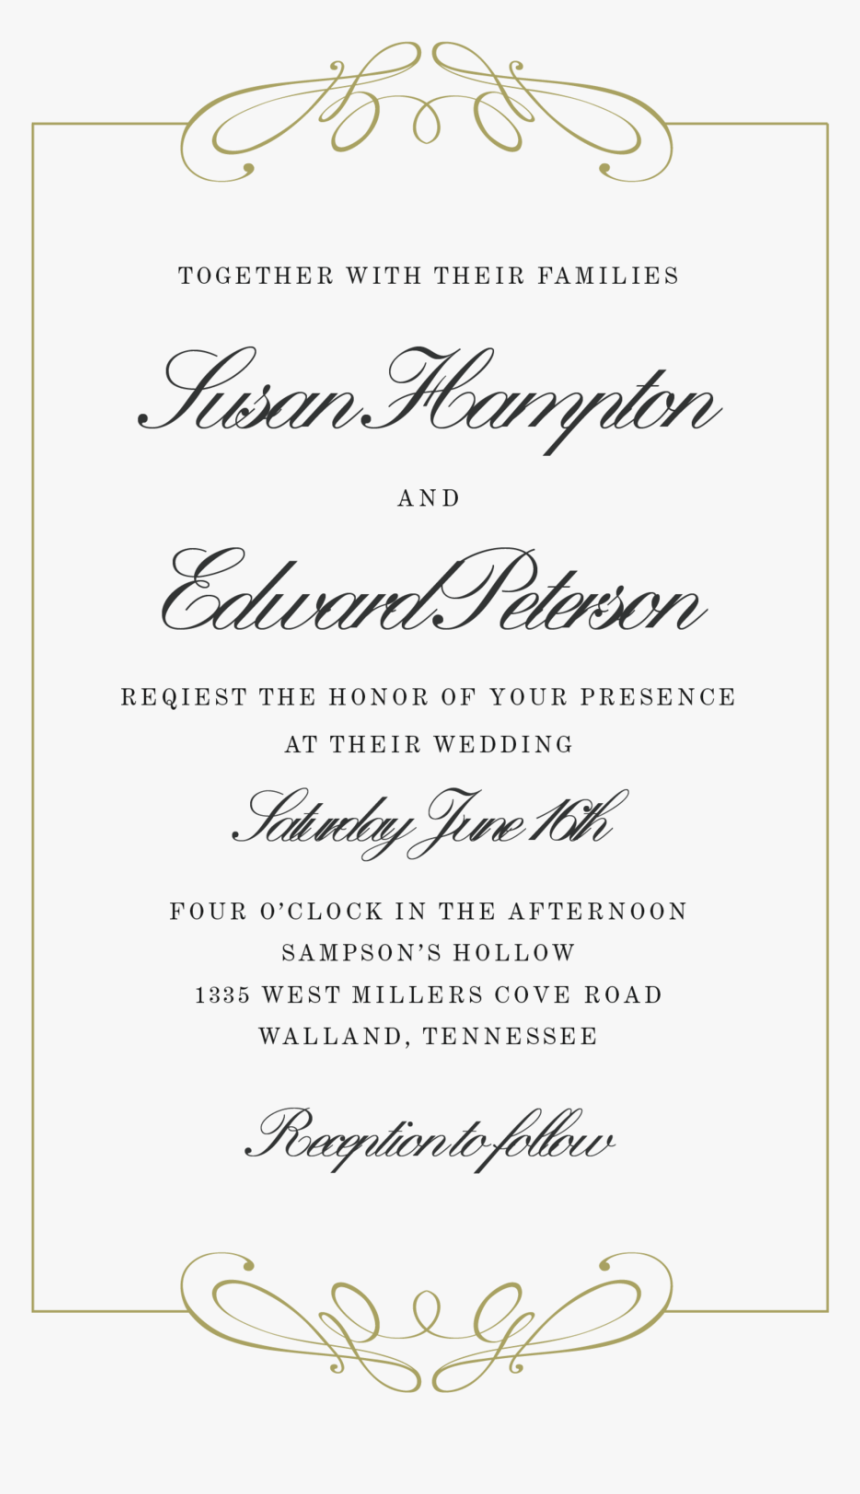 TOGETHER WITH THEIR FAMILIES
Susan Hampton
AND
Edward Peterson
REQIEST THE HONOR OF YOUR PRESENCE
AT THEIR WEDDING
Saturday June 16th
FOUR O’CLOCK IN THE AFTERNOON
SAMPSON’S HOLLOW
1335 WEST MILLERS COVE ROAD
WALLAND, TENNESSEE
Reception to follow